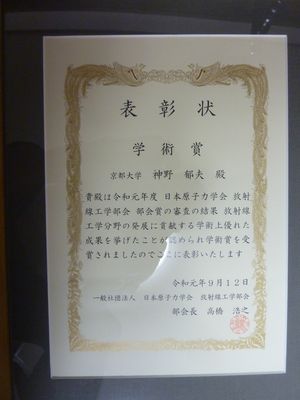 表彰状
学術賞
京都大学 神野 郁夫 殿
貴殿は令和元年度 日本原子力学会 放射
線工学部会 部会賞の審査の結果 放射線
工学分野の発展に貢献する学術上優れた
成果を挙げたことが認められ学術賞を受
賞されましたのでここに表彰いたします
令和元年９月１２日
一般社団法人 日本原子力学会 放射線工学部会
部会長 高橋 浩之